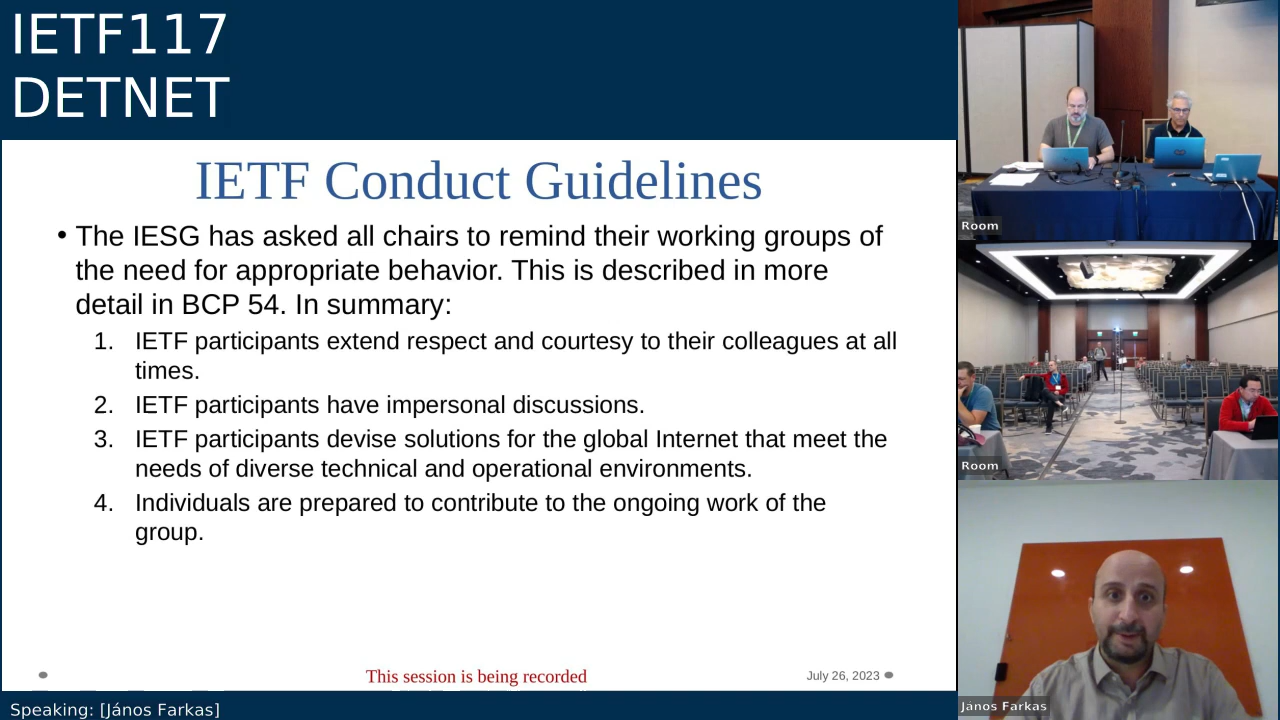 IETF117
DETNET
IETF Conduct Guidelines
• The IESG has asked all chairs to remind their working groups of
the need for appropriate behavior. This is described in more
detail in BCP 54. In summary:
1. IETF participants extend respect and courtesy to their colleagues at all
times.
2. IETF participants have impersonal discussions.
3. IETF participants devise solutions for the global Internet that meet the
needs of diverse technical and operational environments.
4. Individuals are prepared to contribute to the ongoing work of the
group.
This session is being recorded
July 26, 2023
Speaking: [János Farkas]
Room
Room
János Farkas